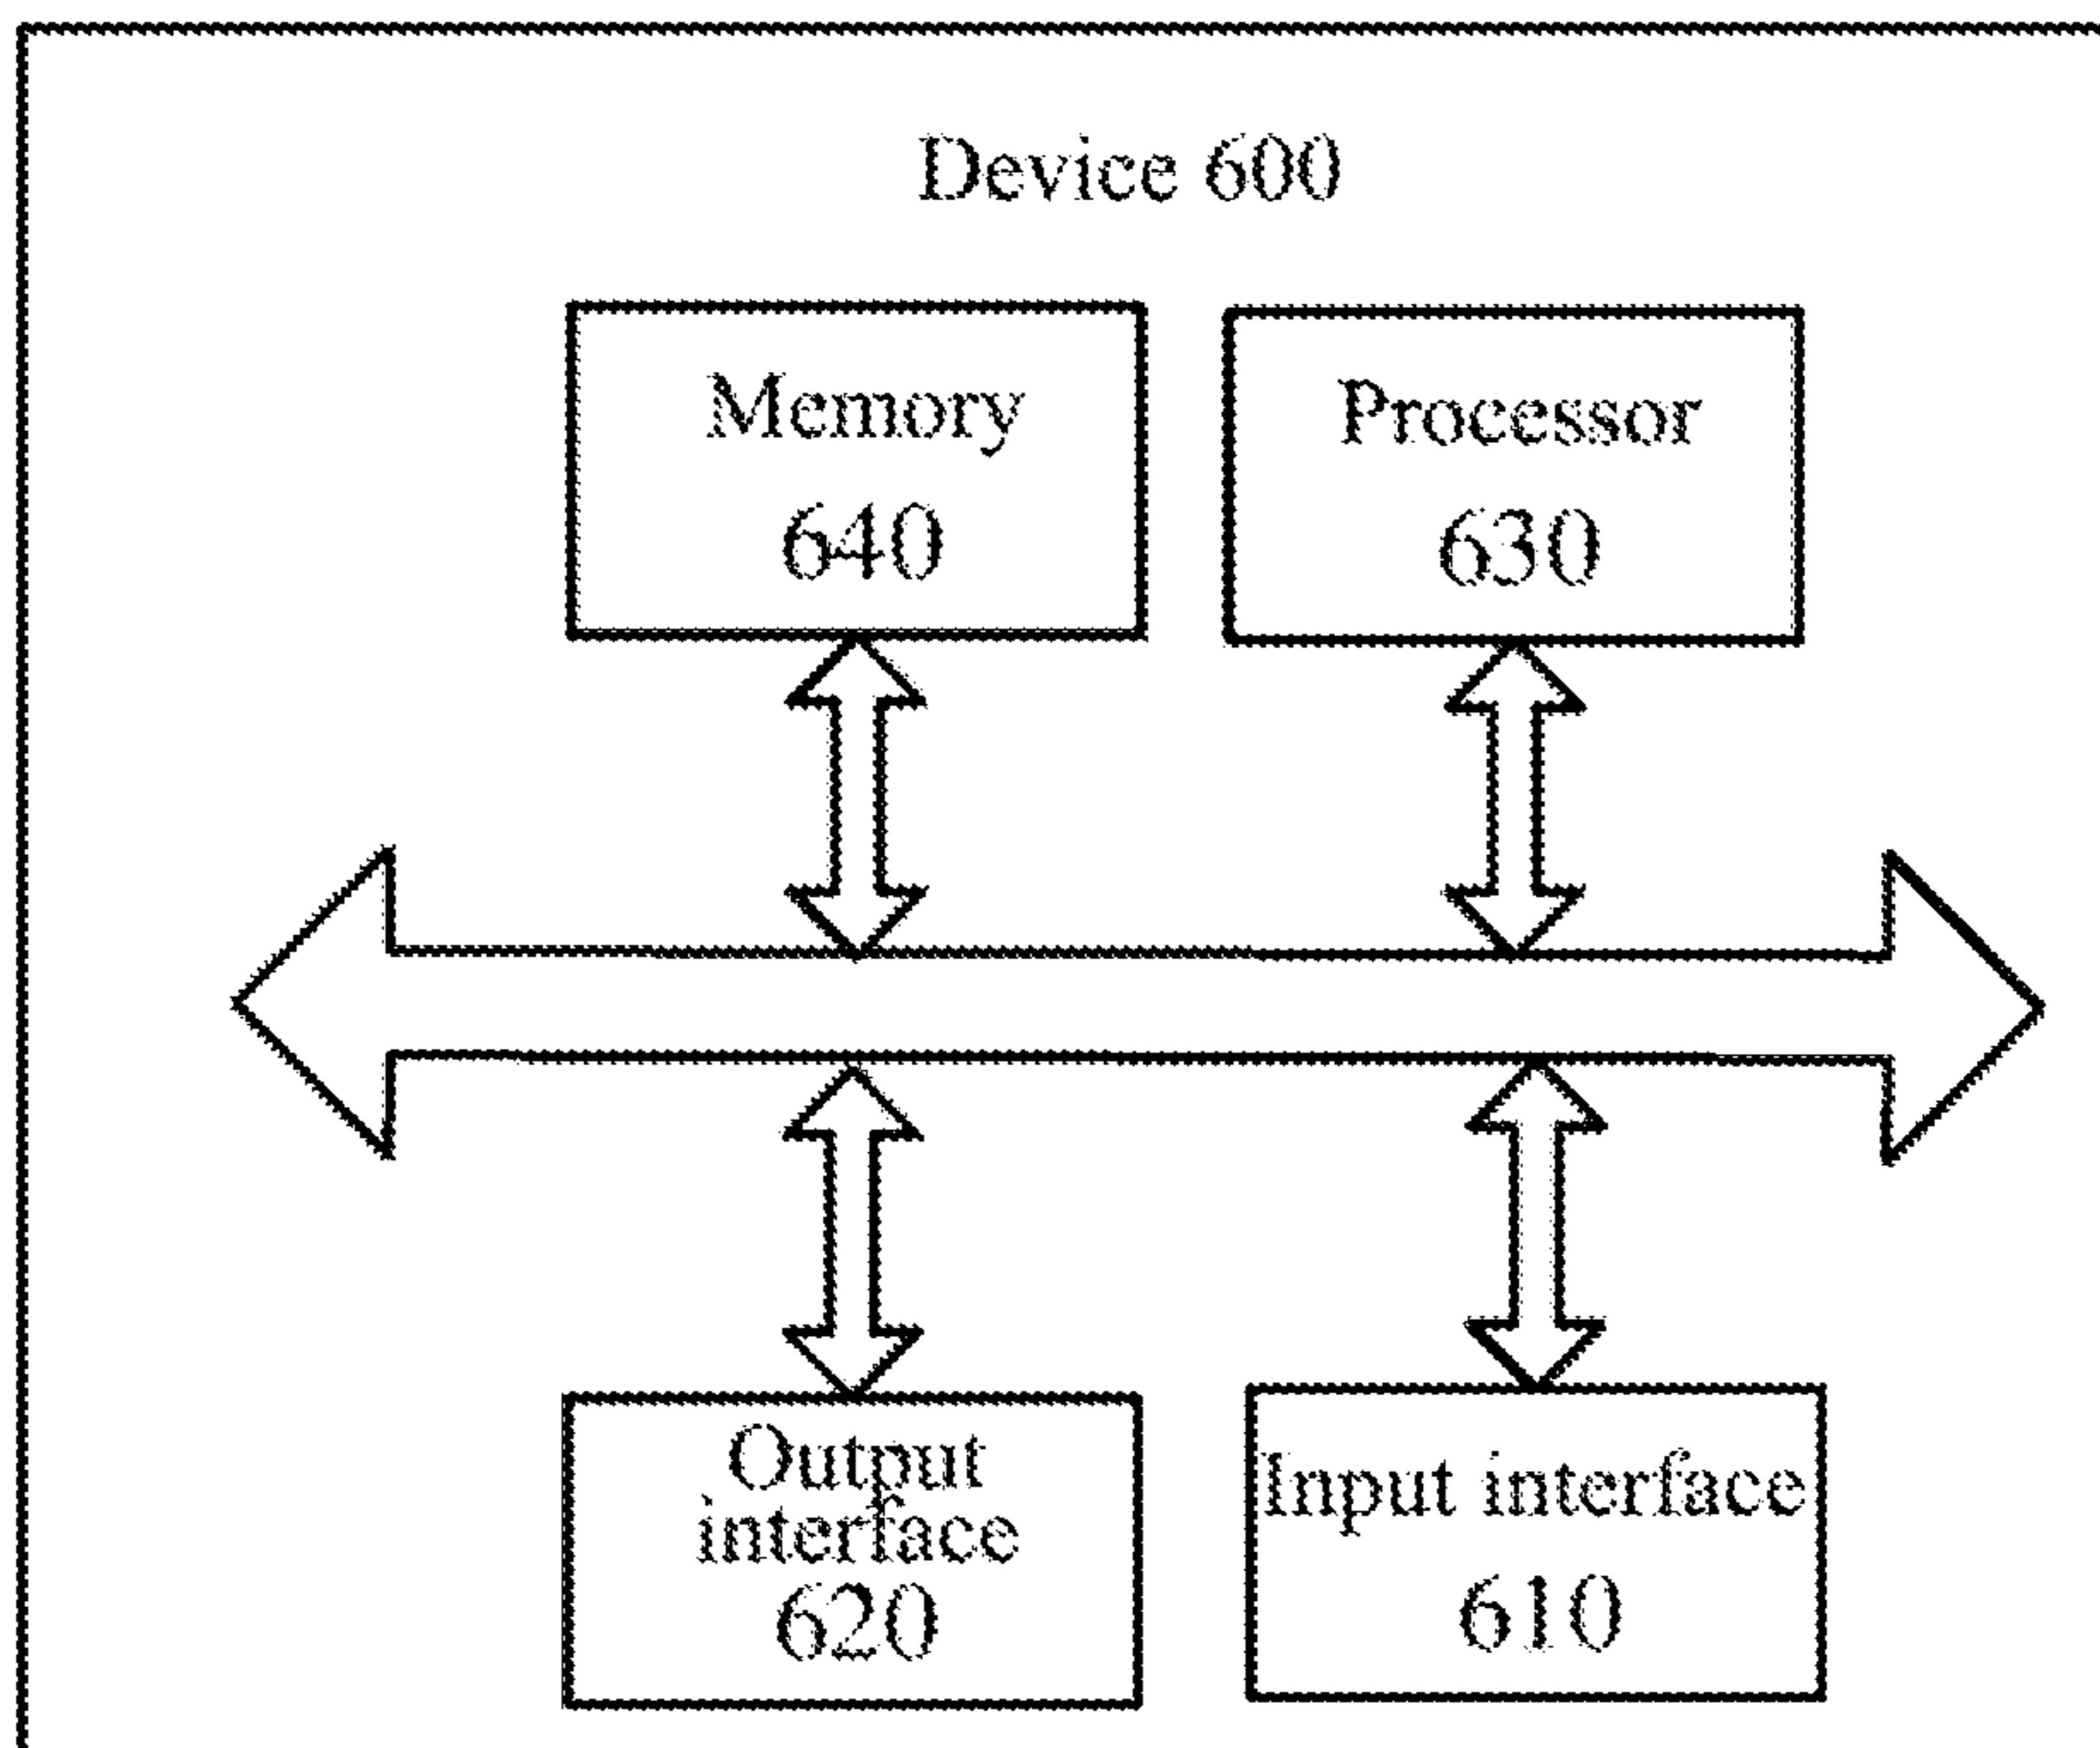 Device 600
Memory
640
Processor
630
Output
interface
620
Input interface
610